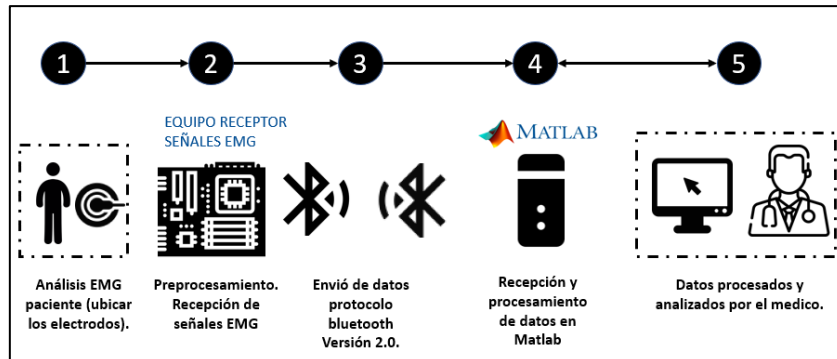 1
2
3
4
5
EQUIPO RECEPTOR
SEÑALES EMG
MATLAB
Análisis EMG
paciente (ubicar
los electrodos).
Preprocesamiento.
Recepción de
señales EMG
Envió de datos
protocolo
bluetooth
Versión 2.0.
Recepción y
procesamiento
de datos en
Matlab
Datos procesados y
analizados por el medico.